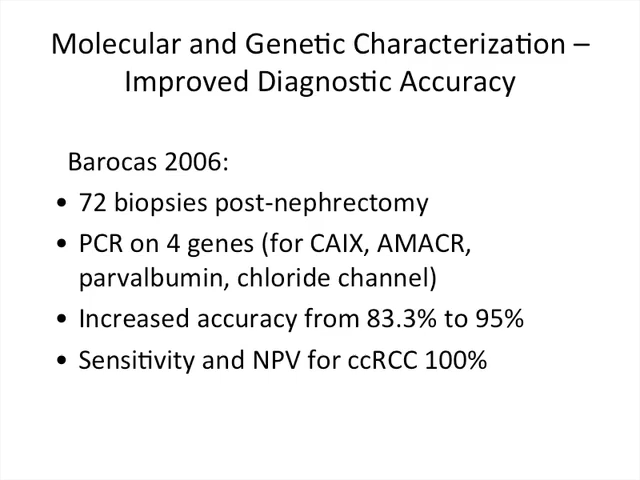 Molecular and Genetic Characterization –
Improved Diagnostic Accuracy
Barocas 2006:
• 72 biopsies post-nephrectomy
• PCR on 4 genes (for CAIX, AMACR,
parvalbumin, chloride channel)
• Increased accuracy from 83.3% to 95%
• Sensitivity and NPV for ccRCC 100%